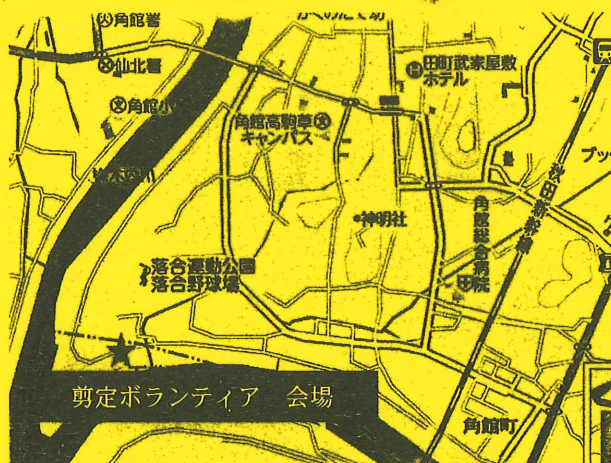 角館署
仙北署
角館小
田町武家屋敷
ホテル
角館高駒草
キャンパス
ブッ
秋田新幹線
神明社
角館総合病院
落合運動公園
落合野球場
剪定ボランティア 会場
角館町